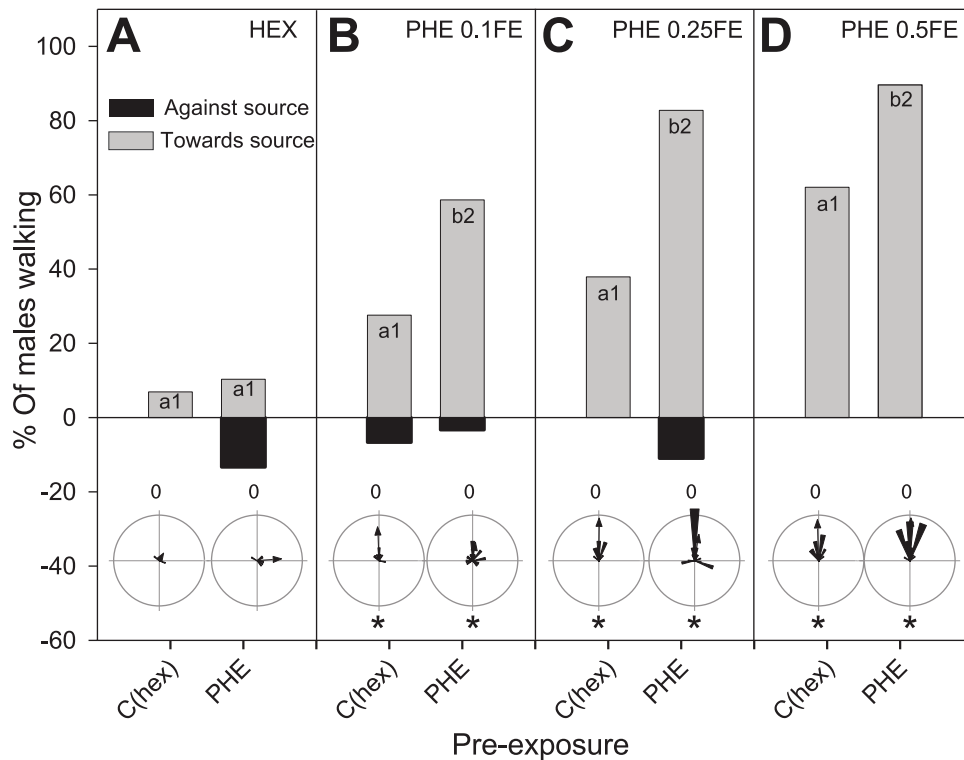 A HEX B PHE 0.1FE C PHE 0.25FE D PHE 0.5FE
Against source
Towards source
% Of males walking
100
80
60
40
20
0
-20
-40
-60
a1 a1 a1 b2 a1 b2 a1 b2
0 0 0 0 0 0 0 0
* * * * * *
C(hex) PHE C(hex) PHE C(hex) PHE C(hex) PHE
Pre-exposure